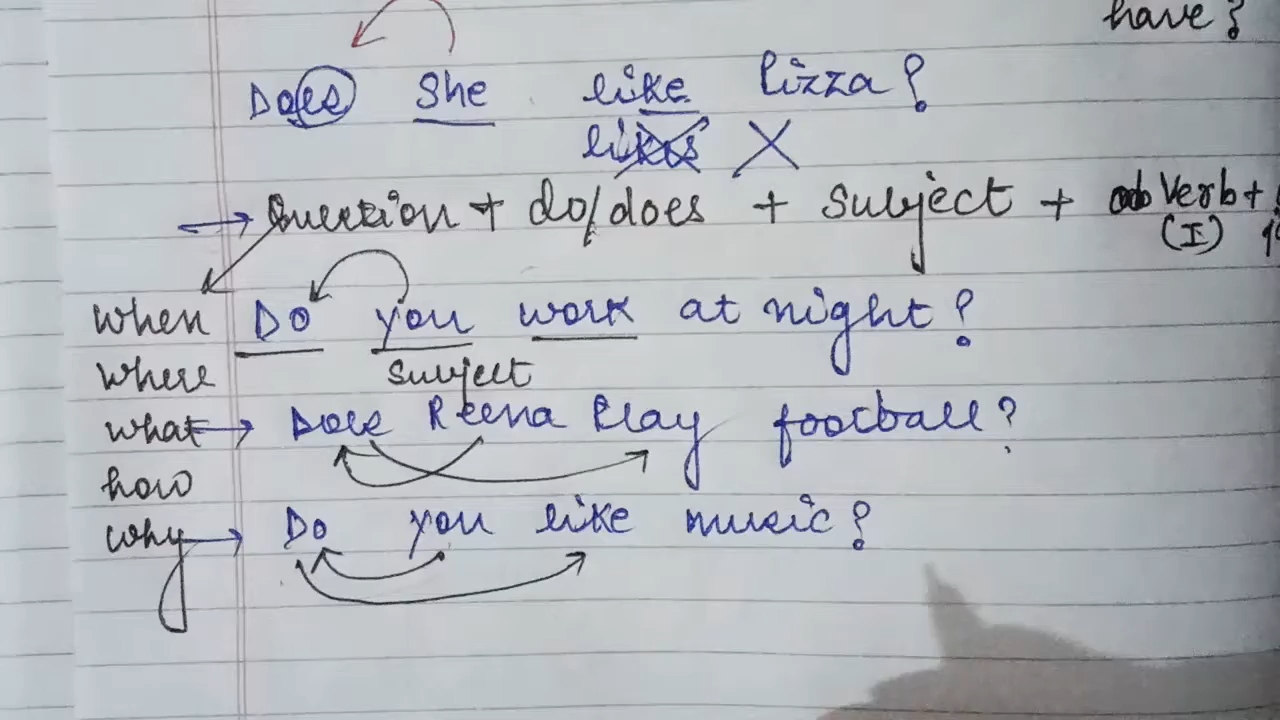 have?
Does She like Pizza?
likes X
→ Question + do/does + Subject + Verb +
(I)
when Do you work at night?
where subject
what → Does Reena Play football?
how
why → Do you like music?